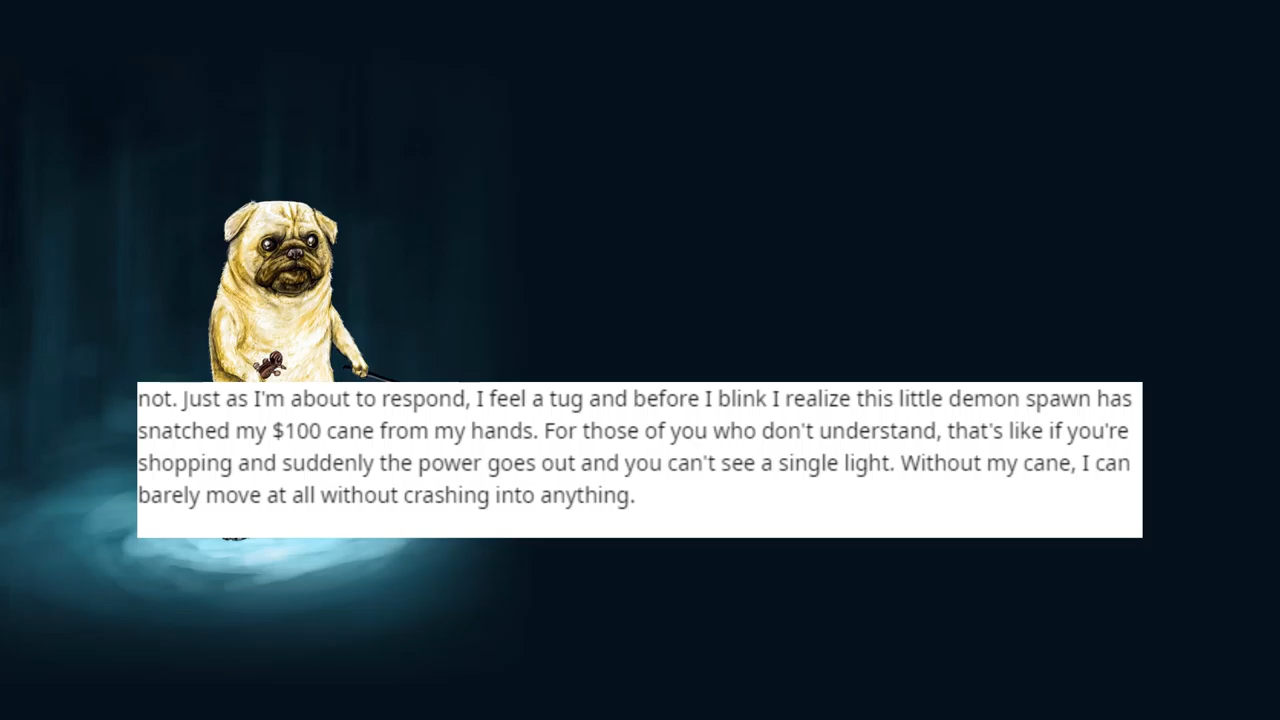 not. Just as I'm about to respond, I feel a tug and before I blink I realize this little demon spawn has
snatched my $100 cane from my hands. For those of you who don't understand, that's like if you're
shopping and suddenly the power goes out and you can't see a single light. Without my cane, I can
barely move at all without crashing into anything.